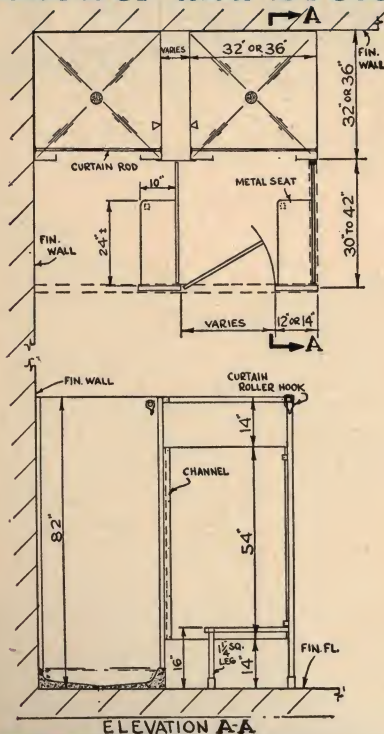 A
VARIES
32" OR 36"
FIN. WALL
32" OR 36"
CURTAIN ROD
10"
METAL SEAT
24" ±
30" TO 42"
FIN. WALL
VARIES
12" OR 14"
A
FIN. WALL
CURTAIN ROLLER HOOK
14"
CHANNEL
82"
54"
1¼" SQ. LEG
16"
14"
FIN. FL.
ELEVATION A-A